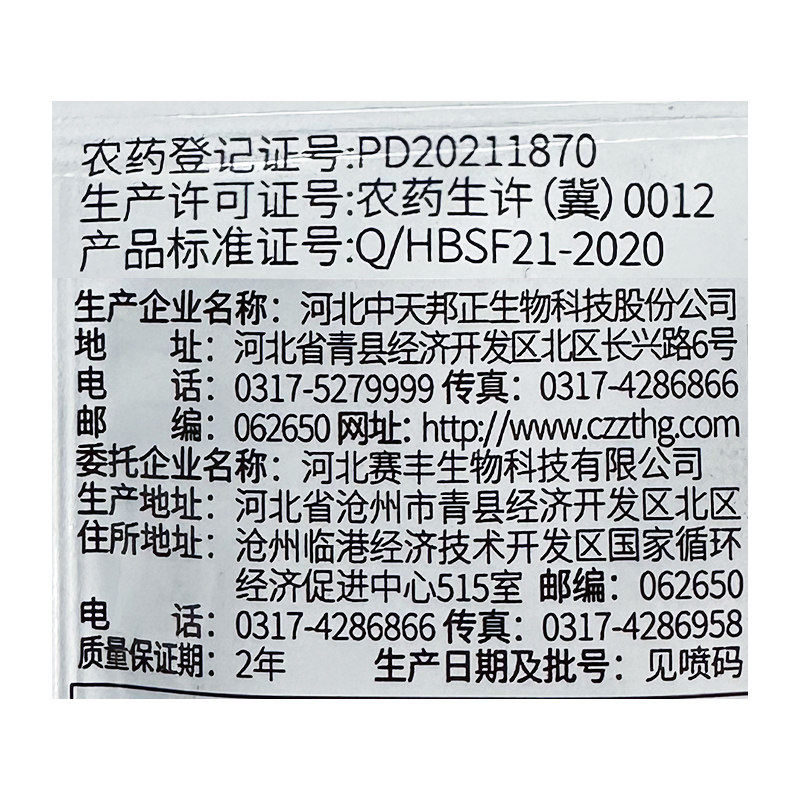 农药登记证号:PD20211870
生产许可证号:农药生许(冀)0012
产品标准证号:Q/HBSF21-2020
生产企业名称：河北中天邦正生物科技股份公司
地 址：河北省青县经济开发区北区长兴路6号
电 话：0317-5279999 传真：0317-4286866
邮 编：062650 网址：http://www.czzthg.com
委托企业名称：河北赛丰生物科技有限公司
生产地址：河北省沧州市青县经济开发区北区
住所地址：沧州临港经济技术开发区国家循环
经济促进中心515室 邮编：062650
电 话：0317-4286866 传真：0317-4286958
质量保证期：2年 生产日期及批号：见喷码